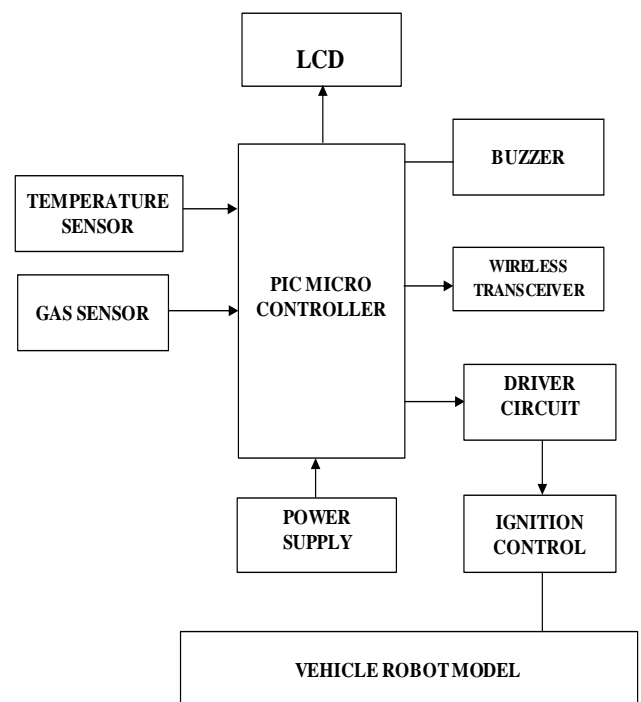 LCD
BUZZER
TEMPERATURE
SENSOR
WIRELESS
TRANSCEIVER
PIC MICRO
CONTROLLER
GAS SENSOR
DRIVER
CIRCUIT
POWER
SUPPLY
IGNITION
CONTROL
VEHICLE ROBOT MODEL